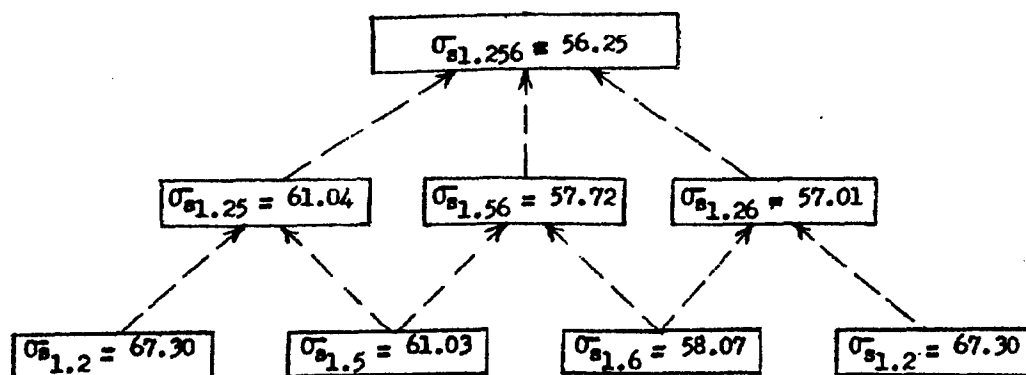 σs1.256 = 56.25
σs1.25 = 61.04
σs1.56 = 57.72
σs1.26 = 57.01
σs1.2 = 67.30
σs1.5 = 61.03
σs1.6 = 58.07
σs1.2 = 67.30